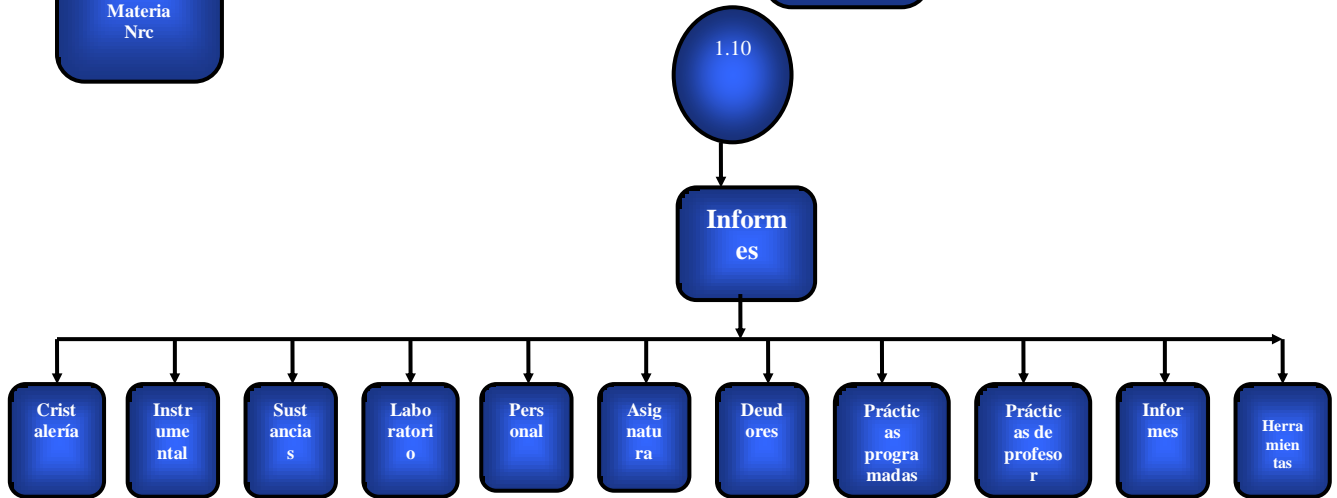 Materia
Nrc
1.10
Inform
es
Crist
alería
Instr
ume
ntal
Sust
ancia
s
Labo
ratori
o
Pers
onal
Asig
natu
ra
Deud
ores
Práctic
as
progra
madas
Práctic
as de
profeso
r
Infor
mes
Herra
mien
tas